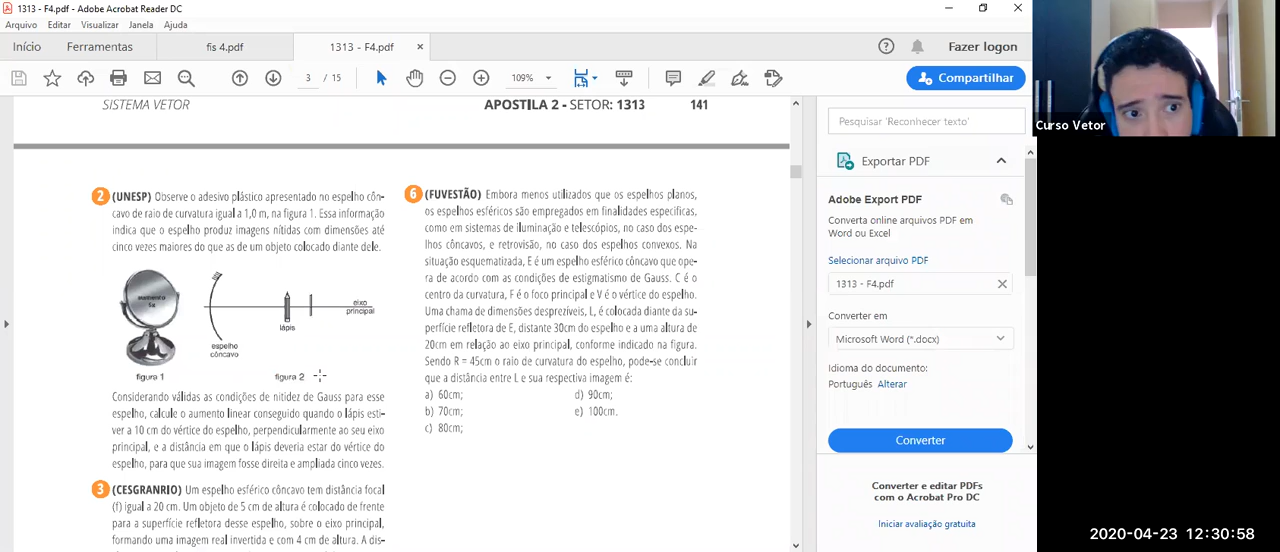 1313 - F4.pdf - Adobe Acrobat Reader DC
Arquivo Editar Visualizar Janela Ajuda
Início Ferramentas fis 4.pdf 1313 - F4.pdf × Fazer logon
3 / 15 109% Compartilhar
SISTEMA VETOR APOSTILA 2 - SETOR: 1313 141
2 (UNESP) Observe o adesivo plástico apresentado no espelho côn-
cavo de raio de curvatura igual a 1,0 m, na figura 1. Essa informação
indica que o espelho produz imagens nítidas com dimensões até
cinco vezes maiores do que as de um objeto colocado diante dele.
aumento
5x
espelho
côncavo
lápis
eixo
principal
figura 1 figura 2
Considerando válidas as condições de nitidez de Gauss para esse
espelho, calcule o aumento linear conseguido quando o lápis esti-
ver a 10 cm do vértice do espelho, perpendicularmente ao seu eixo
principal, e a distância em que o lápis deveria estar do vértice do
espelho, para que sua imagem fosse direita e ampliada cinco vezes.
3 (CESGRANRIO) Um espelho esférico côncavo tem distância focal
(f) igual a 20 cm. Um objeto de 5 cm de altura é colocado de frente
para a superfície refletora desse espelho, sobre o eixo principal,
formando uma imagem real invertida e com 4 cm de altura. A dis-
6 (FUVESTÃO) Embora menos utilizados que os espelhos planos,
os espelhos esféricos são empregados em finalidades específicas,
como em sistemas de iluminação e telescópios, no caso dos espe-
lhos côncavos, e retrovisão, no caso dos espelhos convexos. Na
situação esquematizada, E é um espelho esférico côncavo que ope-
ra de acordo com as condições de estigmatismo de Gauss. C é o
centro da curvatura, F é o foco principal e V é o vértice do espelho.
Uma chama de dimensões desprezíveis, L, é colocada diante da su-
perfície refletora de E, distante 30cm do espelho e a uma altura de
20cm em relação ao eixo principal, conforme indicado na figura.
Sendo R = 45cm o raio de curvatura do espelho, pode-se concluir
que a distância entre L e sua respectiva imagem é:
a) 60cm; d) 90cm;
b) 70cm; e) 100cm.
c) 80cm;
Pesquisar 'Reconhecer texto'
Exportar PDF
Adobe Export PDF
Converta online arquivos PDF em
Word ou Excel
Selecionar arquivo PDF
1313 - F4.pdf
Converter em
Microsoft Word (*.docx)
Idioma do documento:
Português Alterar
Converter
Converter e editar PDFs
com o Acrobat Pro DC
Iniciar avaliação gratuita
Curso Vetor
2020-04-23 12:30:58